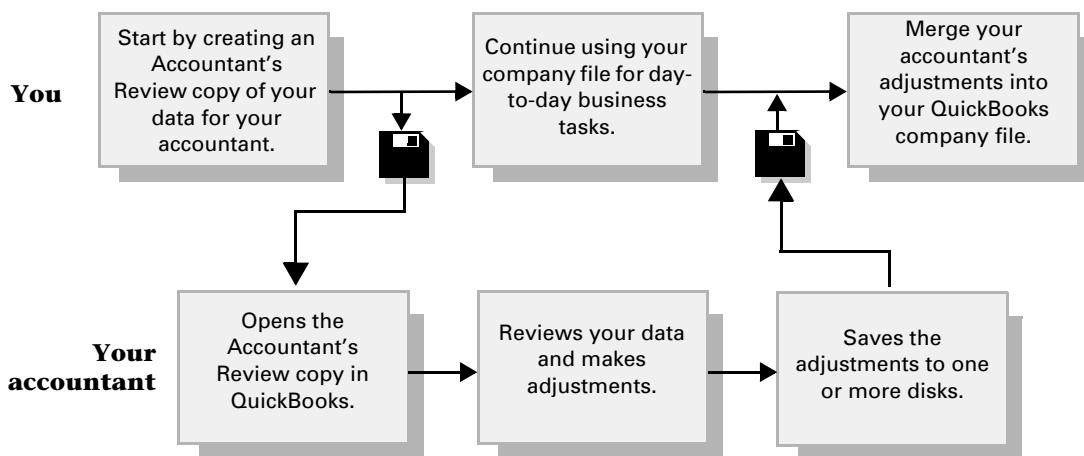 You
Start by creating an
Accountant's
Review copy of your
data for your
accountant.
Continue using your
company file for day-
to-day business
tasks.
Merge your
accountant's
adjustments into
your QuickBooks
company file.
Your
accountant
Opens the
Accountant's
Review copy in
QuickBooks.
Reviews your data
and makes
adjustments.
Saves the
adjustments to one
or more disks.